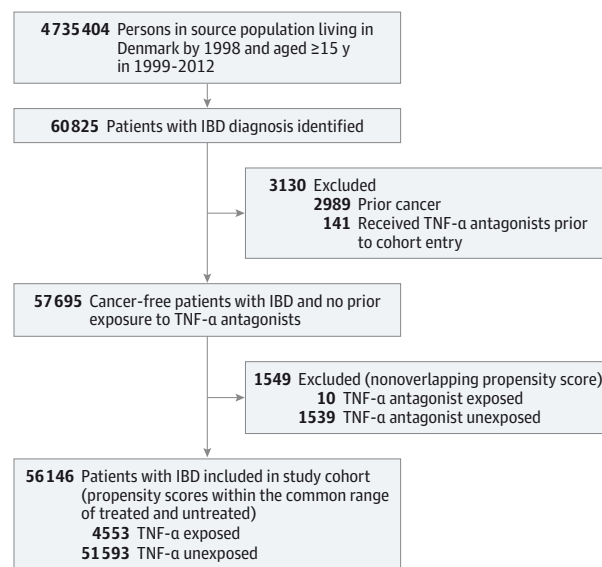 4735404 Persons in source population living in
Denmark by 1998 and aged ≥15 y
in 1999-2012
60825 Patients with IBD diagnosis identified
3130 Excluded
2989 Prior cancer
141 Received TNF-α antagonists prior
to cohort entry
57695 Cancer-free patients with IBD and no prior
exposure to TNF-α antagonists
1549 Excluded (nonoverlapping propensity score)
10 TNF-α antagonist exposed
1539 TNF-α antagonist unexposed
56146 Patients with IBD included in study cohort
(propensity scores within the common range
of treated and untreated)
4553 TNF-α exposed
51593 TNF-α unexposed